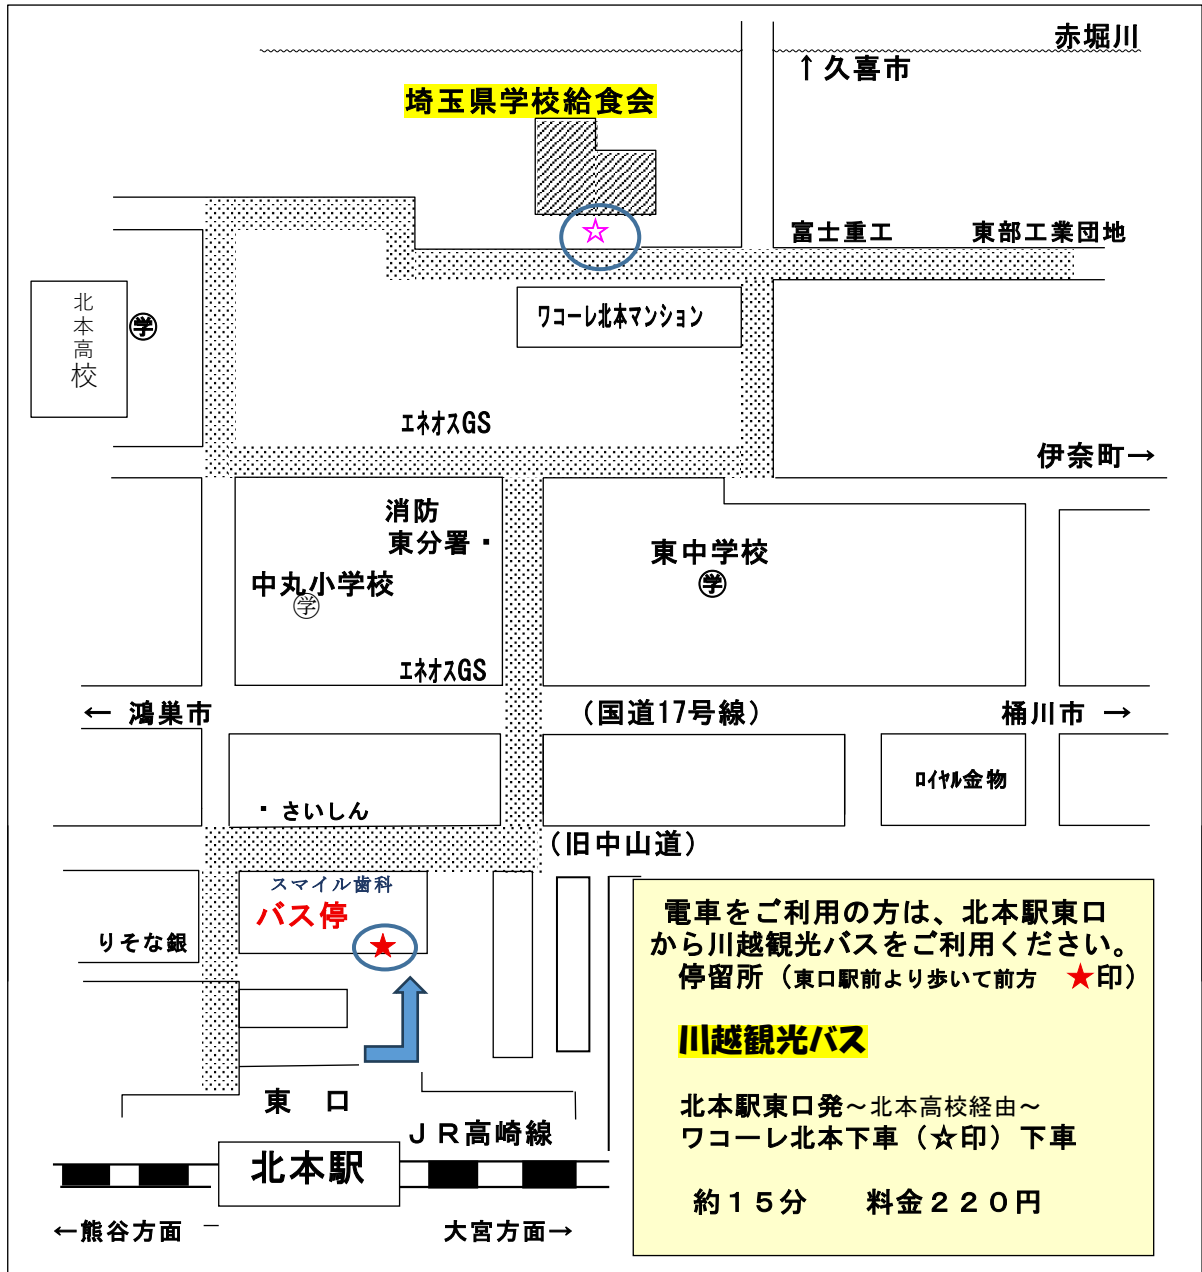 赤堀川
↑久喜市
埼玉県学校給食会
☆
富士重工 東部工業団地
北本高校
学
ワコーレ北本マンション
エネオスGS
伊奈町→
消防
東分署・
東中学校
学
中丸小学校
学
エネオスGS
← 鴻巣市
（国道17号線）
桶川市 →
ロイヤル金物
・さいしん
（旧中山道）
スマイル歯科
バス停
★
りそな銀
電車をご利用の方は、北本駅東口
から川越観光バスをご利用ください。
停留所（東口駅前より歩いて前方 ★印）
川越観光バス
北本駅東口発～北本高校経由～
ワコーレ北本下車（☆印）下車
約１５分 料金２２０円
東 口
ＪＲ高崎線
北本駅
←熊谷方面
大宮方面→